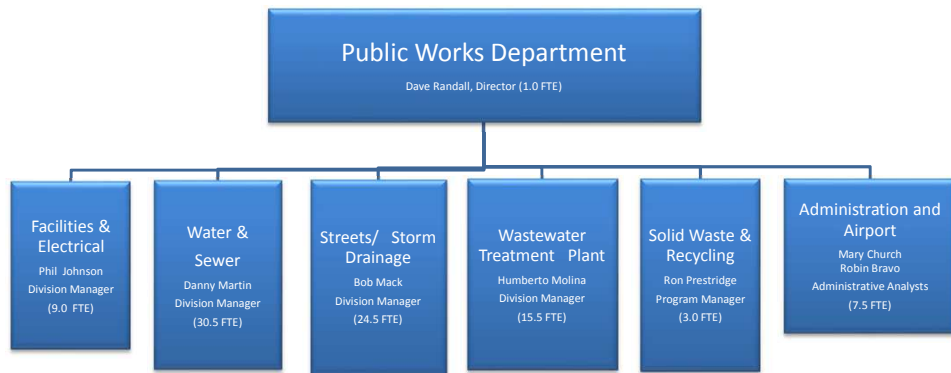 Public Works Department
Dave Randall, Director (1.0 FTE)
Facilities &
Electrical
Phil Johnson
Division Manager
(9.0 FTE)
Water &
Sewer
Danny Martin
Division Manager
(30.5 FTE)
Streets/ Storm
Drainage
Bob Mack
Division Manager
(24.5 FTE)
Wastewater
Treatment Plant
Humberto Molina
Division Manager
(15.5 FTE)
Solid Waste &
Recycling
Ron Prestridge
Program Manager
(3.0 FTE)
Administration and
Airport
Mary Church
Robin Bravo
Administrative Analysts
(7.5 FTE)